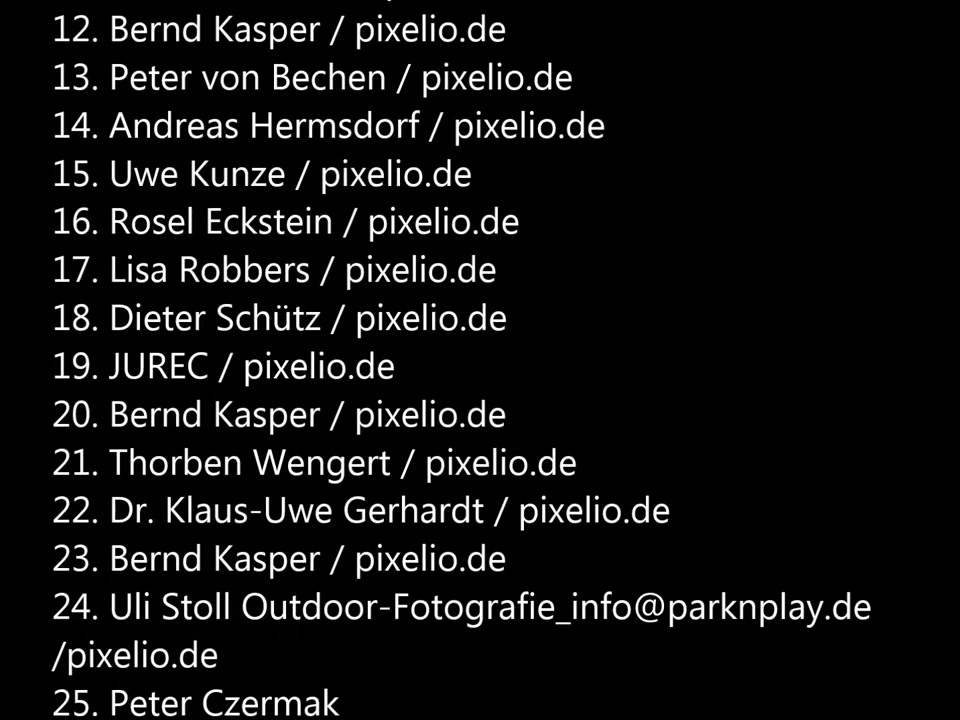 12. Bernd Kasper / pixelio.de
13. Peter von Bechen / pixelio.de
14. Andreas Hermsdorf / pixelio.de
15. Uwe Kunze / pixelio.de
16. Rosel Eckstein / pixelio.de
17. Lisa Robbers / pixelio.de
18. Dieter Schütz / pixelio.de
19. JUREC / pixelio.de
20. Bernd Kasper / pixelio.de
21. Thorben Wengert / pixelio.de
22. Dr. Klaus-Uwe Gerhardt / pixelio.de
23. Bernd Kasper / pixelio.de
24. Uli Stoll Outdoor-Fotografie_info@parknplay.de
/pixelio.de
25. Peter Czermak